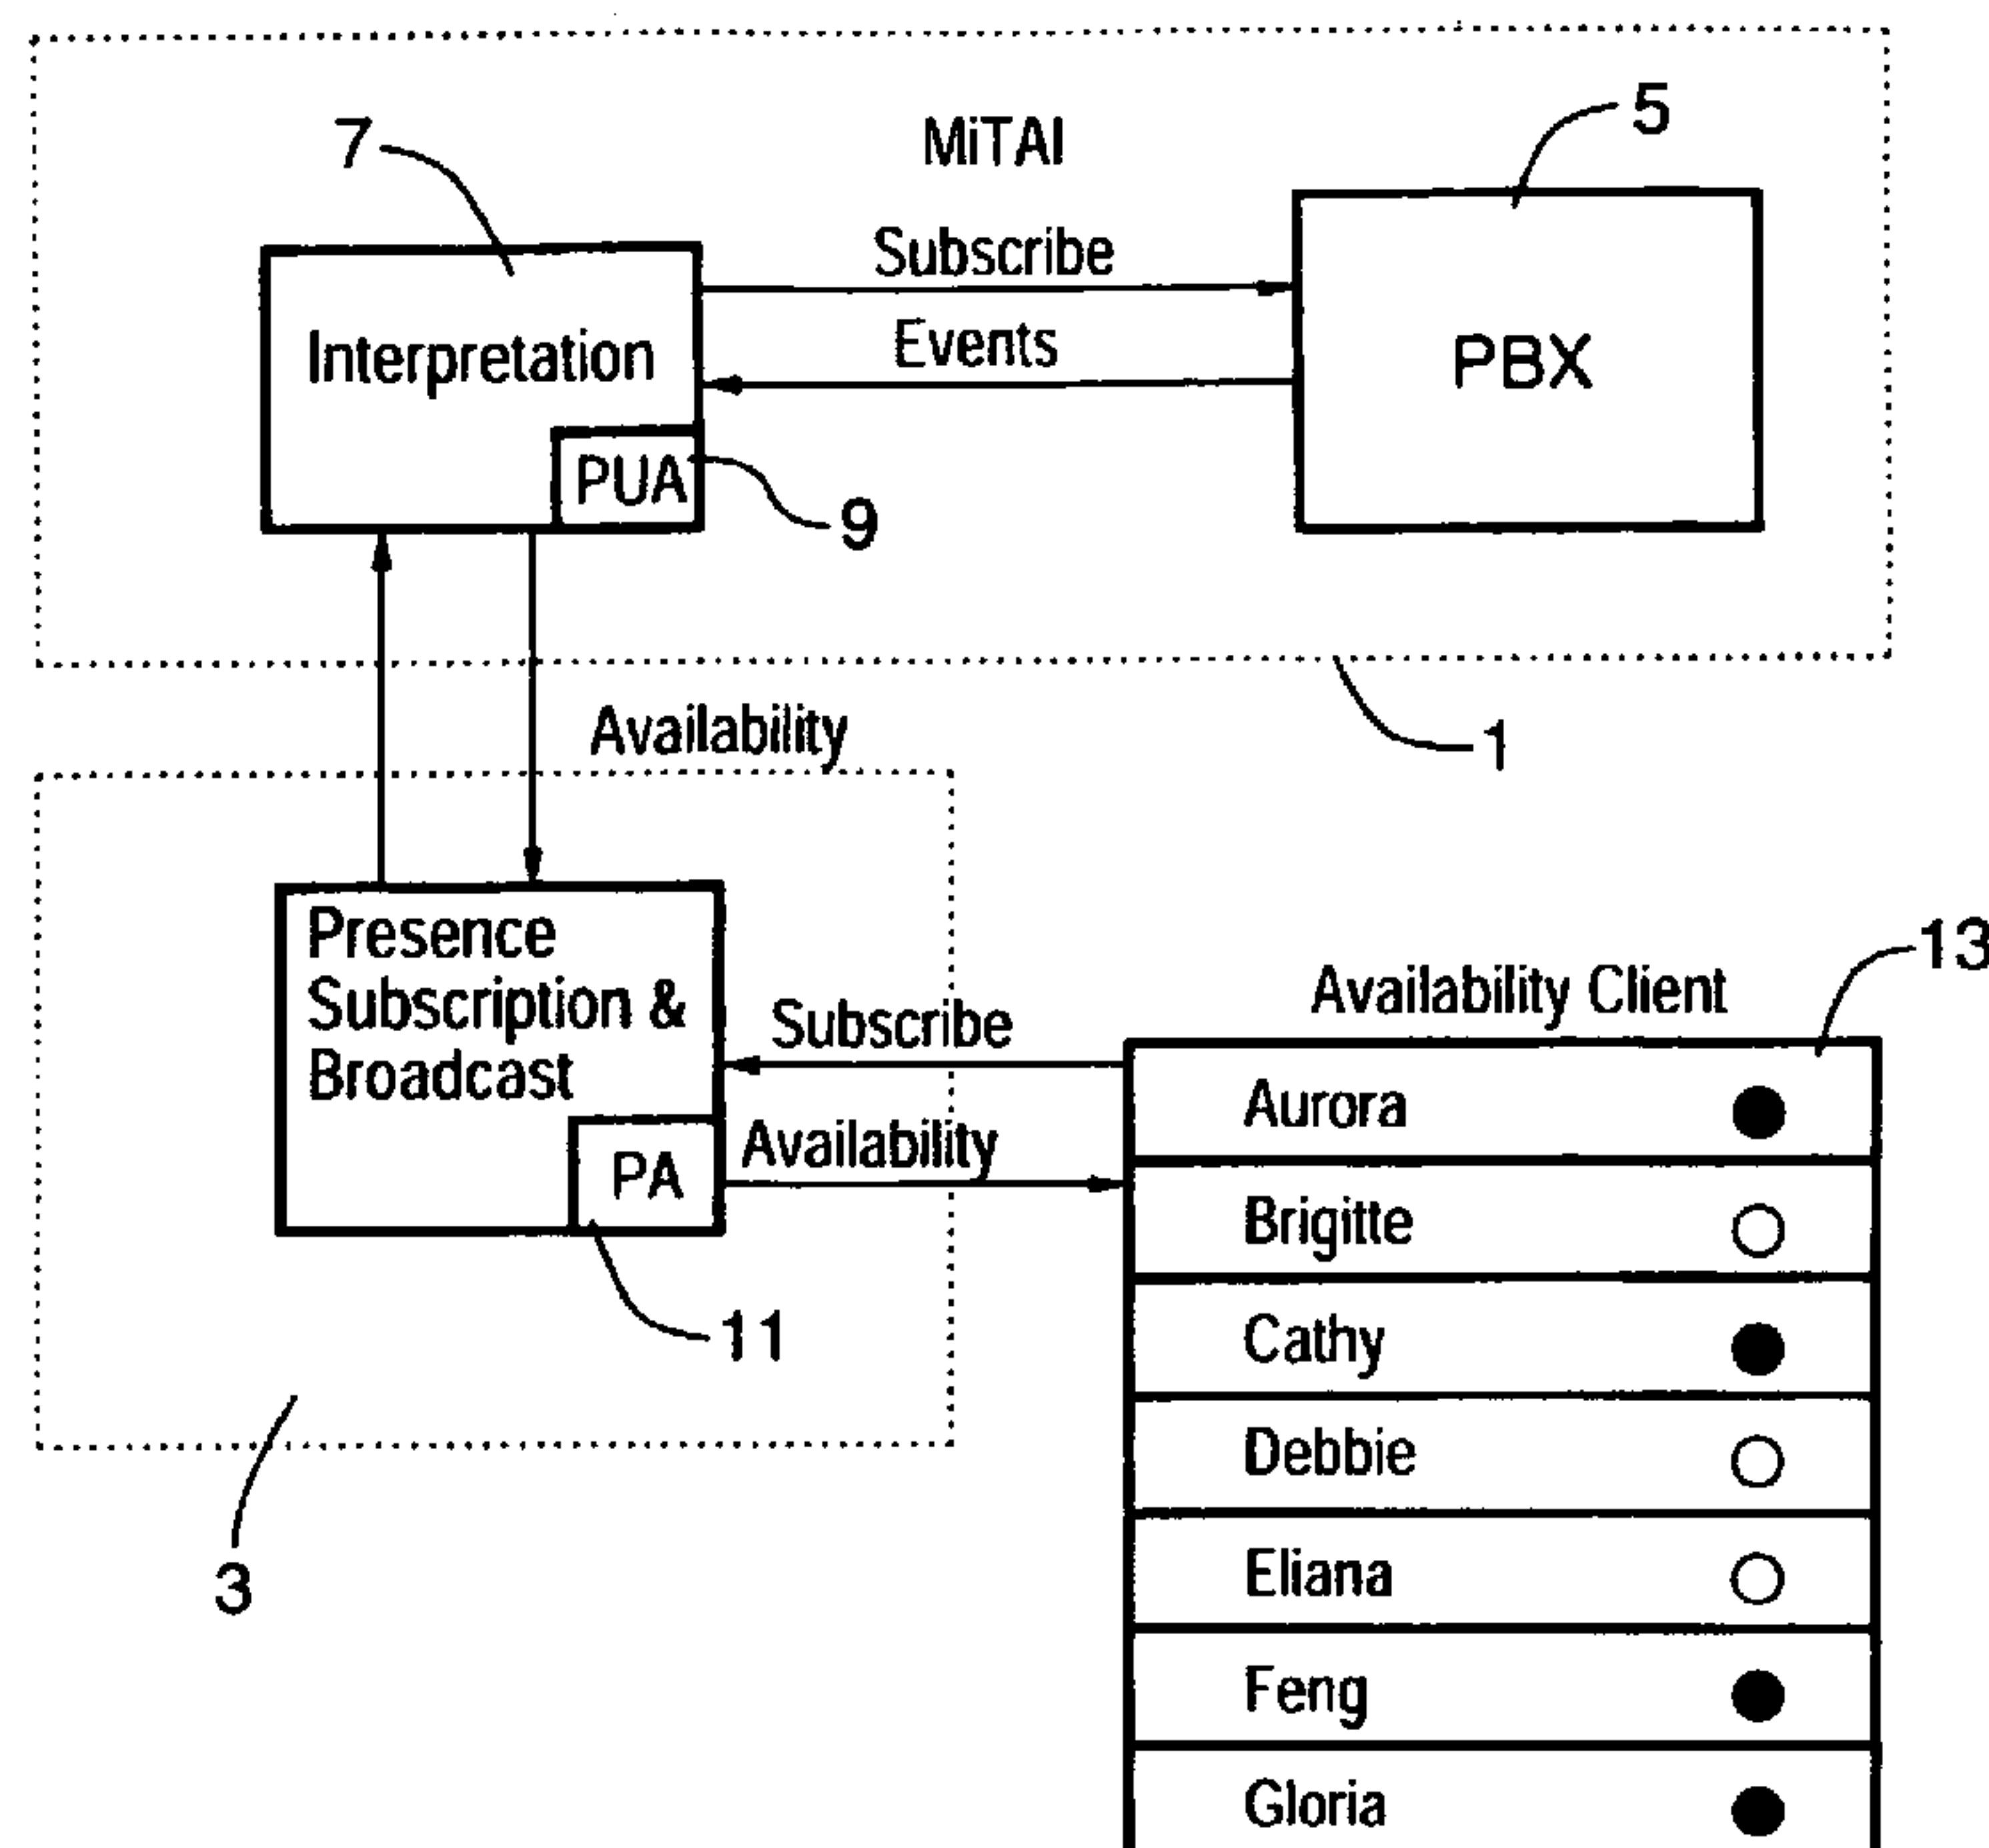 MiTAI
5
7
Subscribe
Interpretation
Events
PBX
PUA
9
Availability
1
Presence
Subscription &
Broadcast
PA
11
3
Subscribe
Availability
Availability Client
13
Aurora
Brigitte
Cathy
Debbie
Eliana
Feng
Gloria